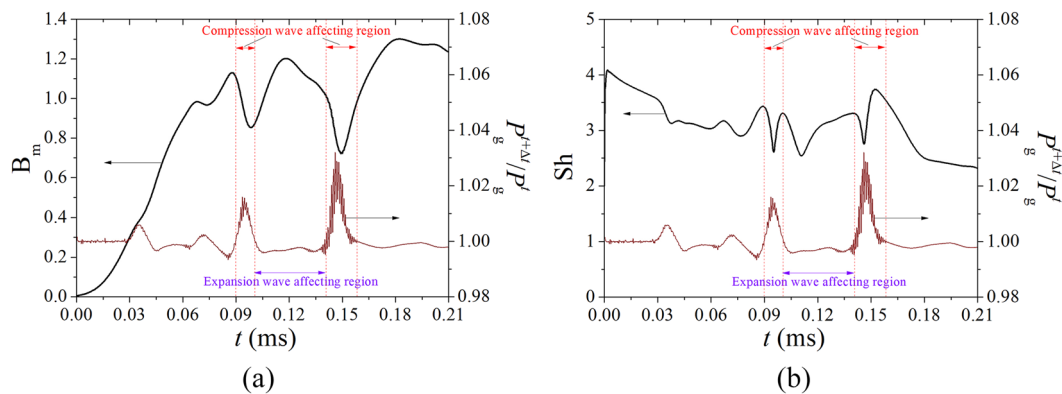 Compression wave affecting region
Expansion wave affecting region
B_m
1.4
1.2
1.0
0.8
0.6
0.4
0.2
0.0
1.08
1.06
1.04
1.02
1.00
0.98
P_g^{t+Δt}/P_g^t
0.00 0.03 0.06 0.09 0.12 0.15 0.18 0.21
t (ms)
(a)
Compression wave affecting region
Expansion wave affecting region
Sh
5
4
3
2
1
0
1.08
1.06
1.04
1.02
1.00
0.98
P_g^{t+Δt}/P_g^t
0.00 0.03 0.06 0.09 0.12 0.15 0.18 0.21
t (ms)
(b)